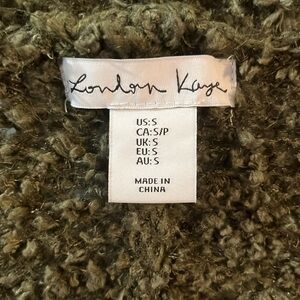 London Kaye
US:S
CA:S/P
UK:S
EU:S
AU:S
MADE IN
CHINA